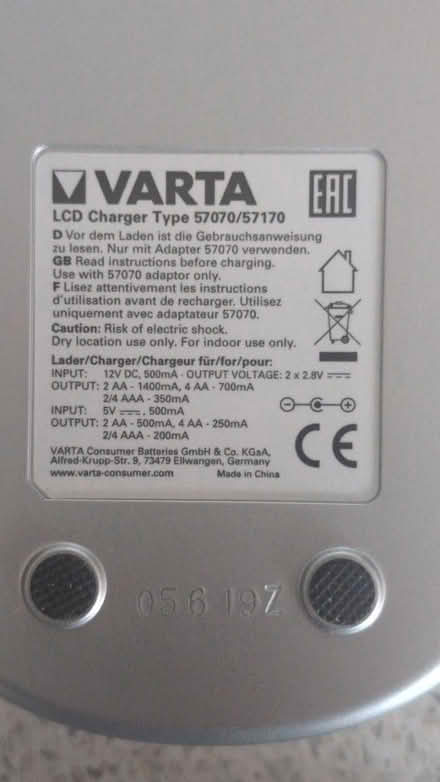 VARTA
EAC
LCD Charger Type 57070/57170
D Vor dem Laden ist die Gebrauchsanweisung
zu lesen. Nur mit Adapter 57070 verwenden.
GB Read instructions before charging.
Use with 57070 adaptor only.
F Lisez attentivement les instructions
d'utilisation avant de recharger. Utilisez
uniquement avec adaptateur 57070.
Caution: Risk of electric shock.
Dry location use only. For indoor use only.
Lader/Charger/Chargeur für/for/pour:
INPUT: 12V DC, 500mA - OUTPUT VOLTAGE: 2 x 2.8V ⎓
OUTPUT: 2 AA - 1400mA, 4 AA - 700mA
2/4 AAA - 350mA
INPUT: 5V ⎓, 500mA
OUTPUT: 2 AA - 500mA, 4 AA - 250mA
2/4 AAA - 200mA
CE
VARTA Consumer Batteries GmbH & Co. KGaA,
Alfred-Krupp-Str. 9, 73479 Ellwangen, Germany
www.varta-consumer.com Made in China
05619Z